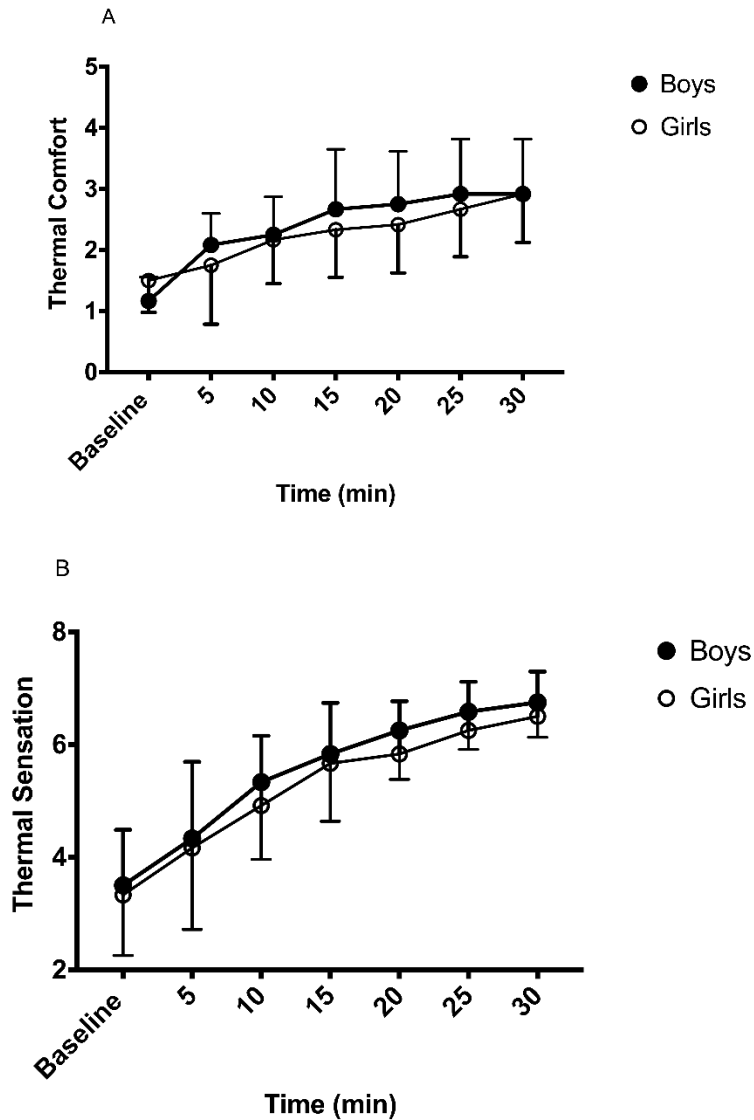 A
Boys
Girls
Thermal Comfort
5
4
3
2
1
0
Baseline 5 10 15 20 25 30
Time (min)
B
Boys
Girls
Thermal Sensation
8
6
4
2
Baseline 5 10 15 20 25 30
Time (min)